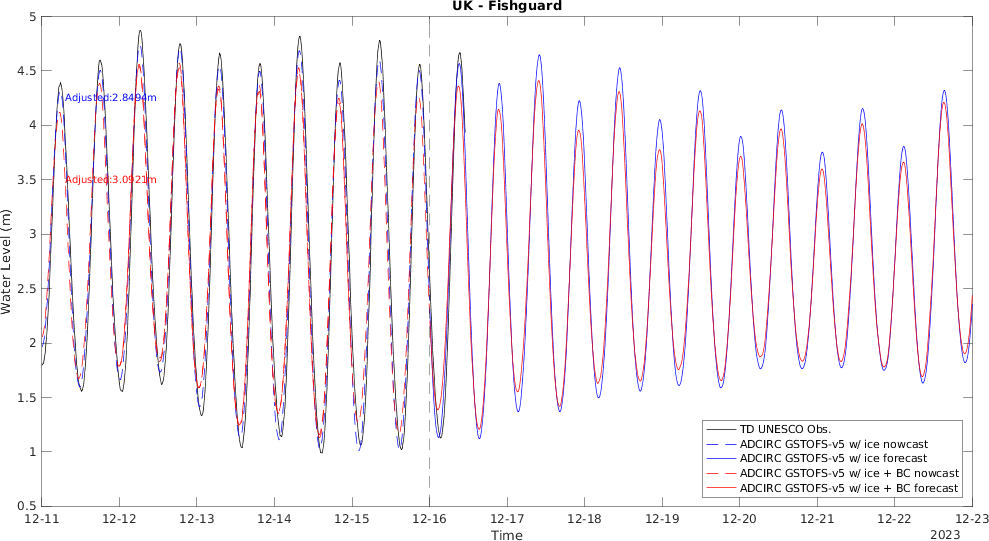 UK - Fishguard
5
4.5
4
3.5
3
2.5
2
1.5
1
0.5
Water Level (m)
Adjusted:2.8494m
Adjusted:3.0921m
TD UNESCO Obs.
ADCIRC GSTOFS-v5 w/ ice nowcast
ADCIRC GSTOFS-v5 w/ ice forecast
ADCIRC GSTOFS-v5 w/ ice + BC nowcast
ADCIRC GSTOFS-v5 w/ ice + BC forecast
12-11 12-12 12-13 12-14 12-15 12-16 12-17 12-18 12-19 12-20 12-21 12-22 12-23
Time
2023